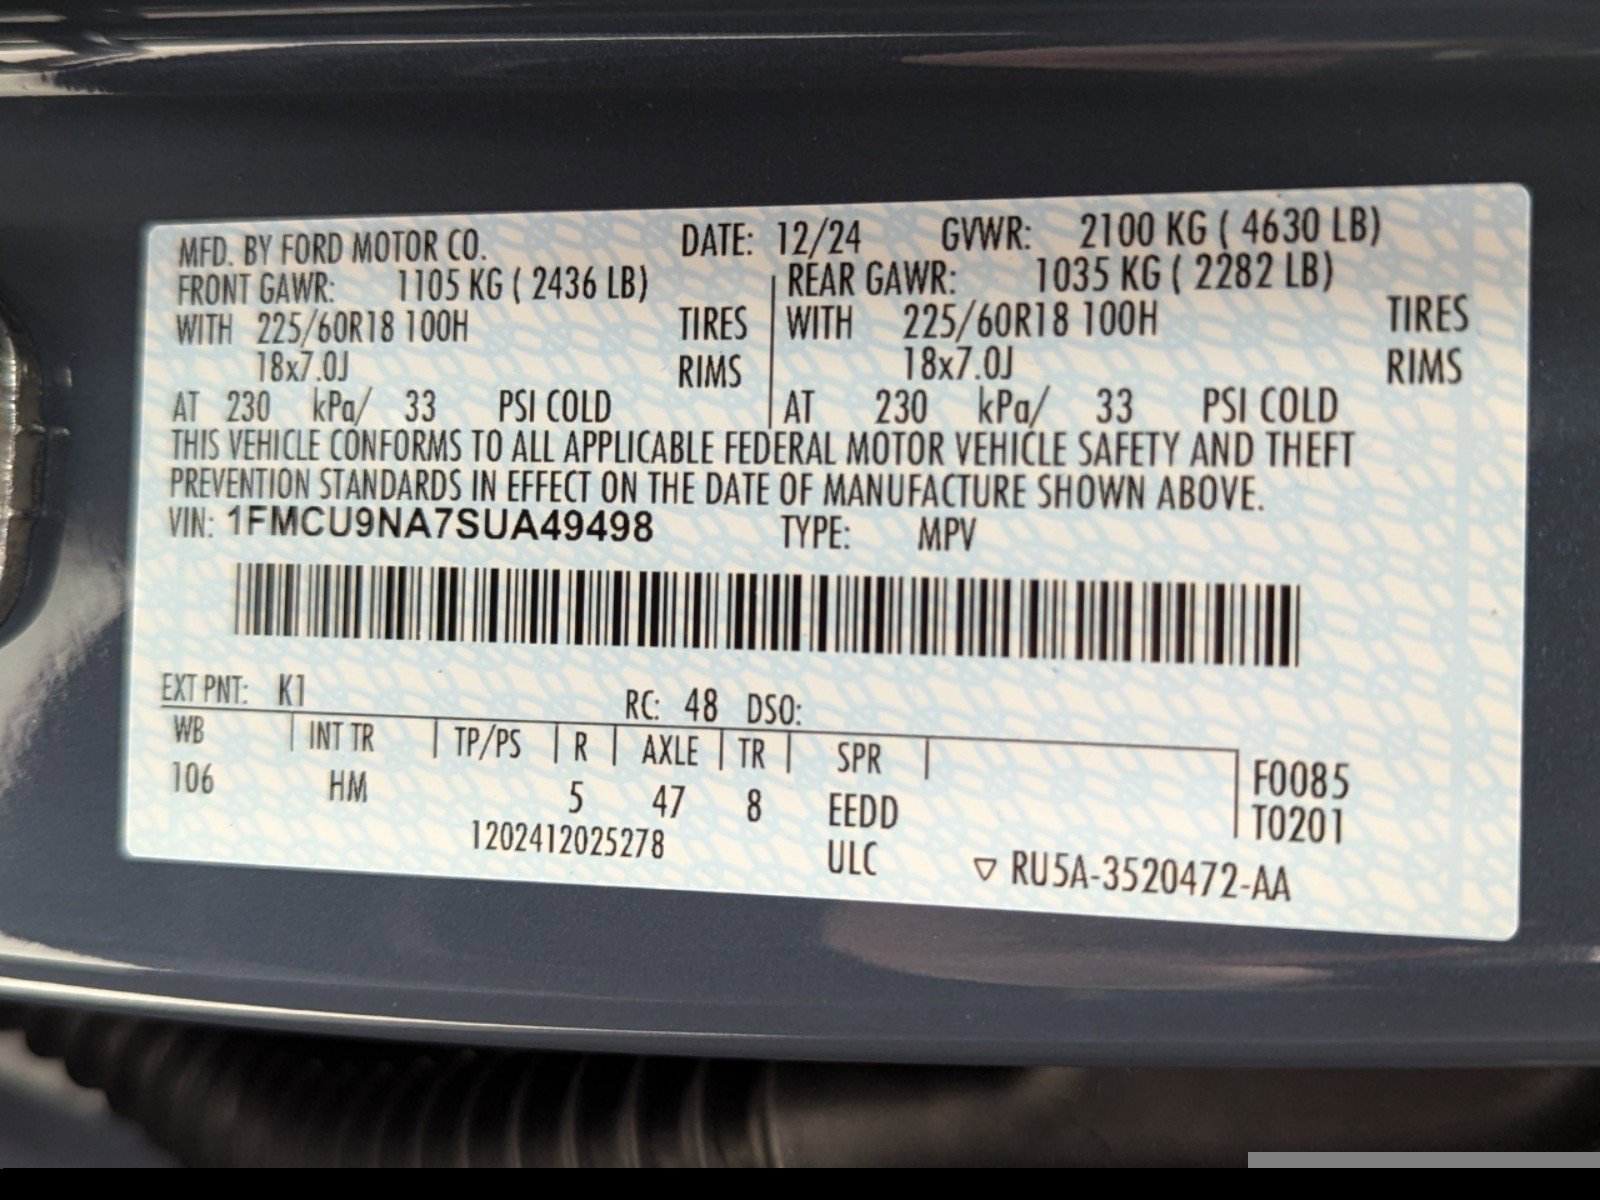 MFD. BY FORD MOTOR CO. DATE: 12/24 GVWR: 2100 KG ( 4630 LB)
FRONT GAWR: 1105 KG ( 2436 LB) REAR GAWR: 1035 KG ( 2282 LB)
WITH 225/60R18 100H TIRES WITH 225/60R18 100H TIRES
18x7.0J RIMS 18x7.0J RIMS
AT 230 kPa/ 33 PSI COLD AT 230 kPa/ 33 PSI COLD
THIS VEHICLE CONFORMS TO ALL APPLICABLE FEDERAL MOTOR VEHICLE SAFETY AND THEFT
PREVENTION STANDARDS IN EFFECT ON THE DATE OF MANUFACTURE SHOWN ABOVE.
VIN: 1FMCU9NA7SUA49498 TYPE: MPV
EXT PNT: K1 RC: 48 DSO:
WB INT TR TP/PS R AXLE TR SPR F0085
106 HM 5 47 8 EEDD T0201
1202412025278 ULC ▽ RU5A-3520472-AA